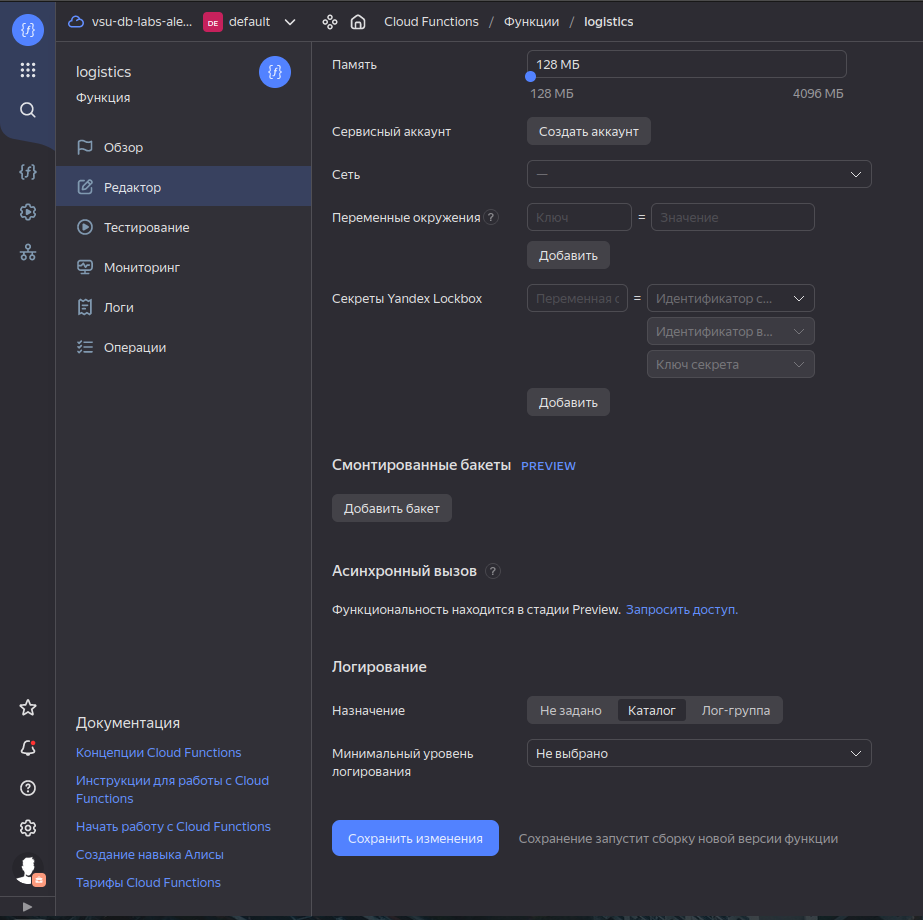 vsu-db-labs-ale... DE default Cloud Functions / Функции / logistics
logistics
Функция
Обзор
Редактор
Тестирование
Мониторинг
Логи
Операции
Документация
Концепции Cloud Functions
Инструкции для работы с Cloud
Functions
Начать работу с Cloud Functions
Создание навыка Алисы
Тарифы Cloud Functions
Память 128 МБ
128 МБ 4096 МБ
Сервисный аккаунт Создать аккаунт
Сеть —
Переменные окружения ? Ключ = Значение
Добавить
Секреты Yandex Lockbox Переменная о = Идентификатор с...
Идентификатор в...
Ключ секрета
Добавить
Смонтированные бакеты PREVIEW
Добавить бакет
Асинхронный вызов ?
Функциональность находится в стадии Preview. Запросить доступ.
Логирование
Назначение Не задано Каталог Лог-группа
Минимальный уровень
логирования Не выбрано
Сохранить изменения Сохранение запустит сборку новой версии функции